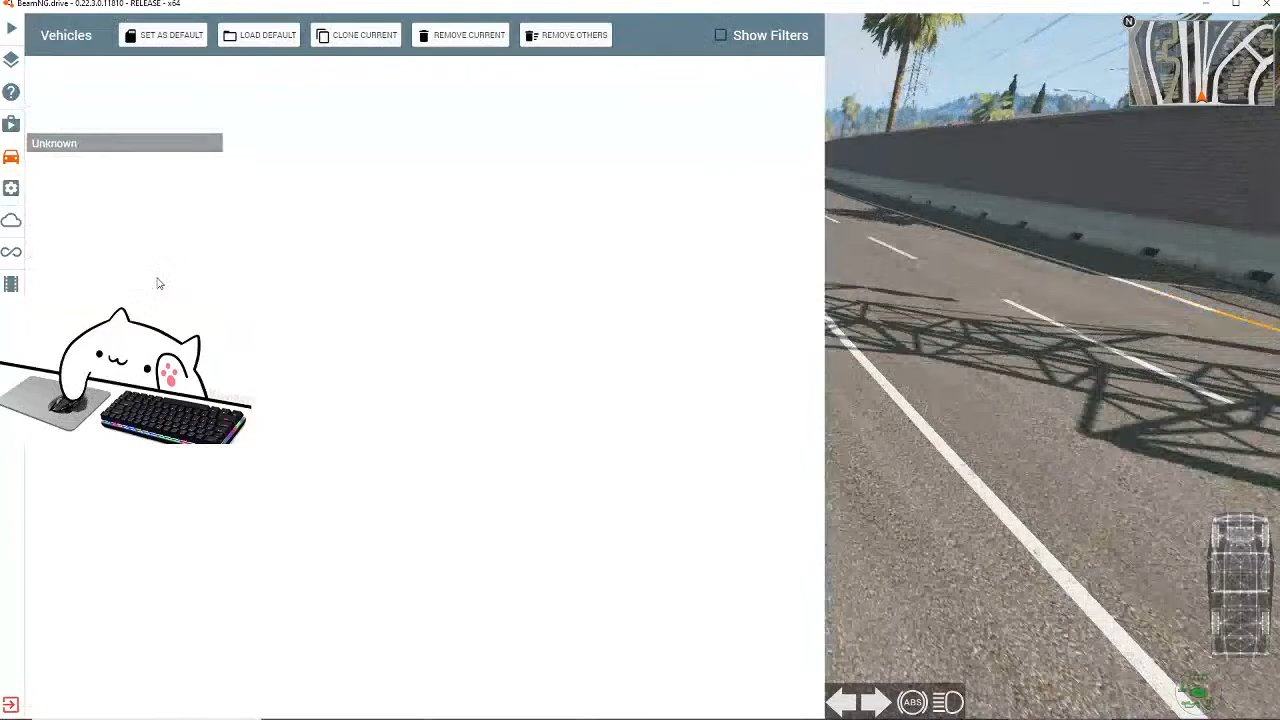 BeamNG.drive - 0.22.3.0.11810 - RELEASE - x64
Vehicles SET AS DEFAULT LOAD DEFAULT CLONE CURRENT REMOVE CURRENT REMOVE OTHERS Show Filters
N
Unknown
ABS